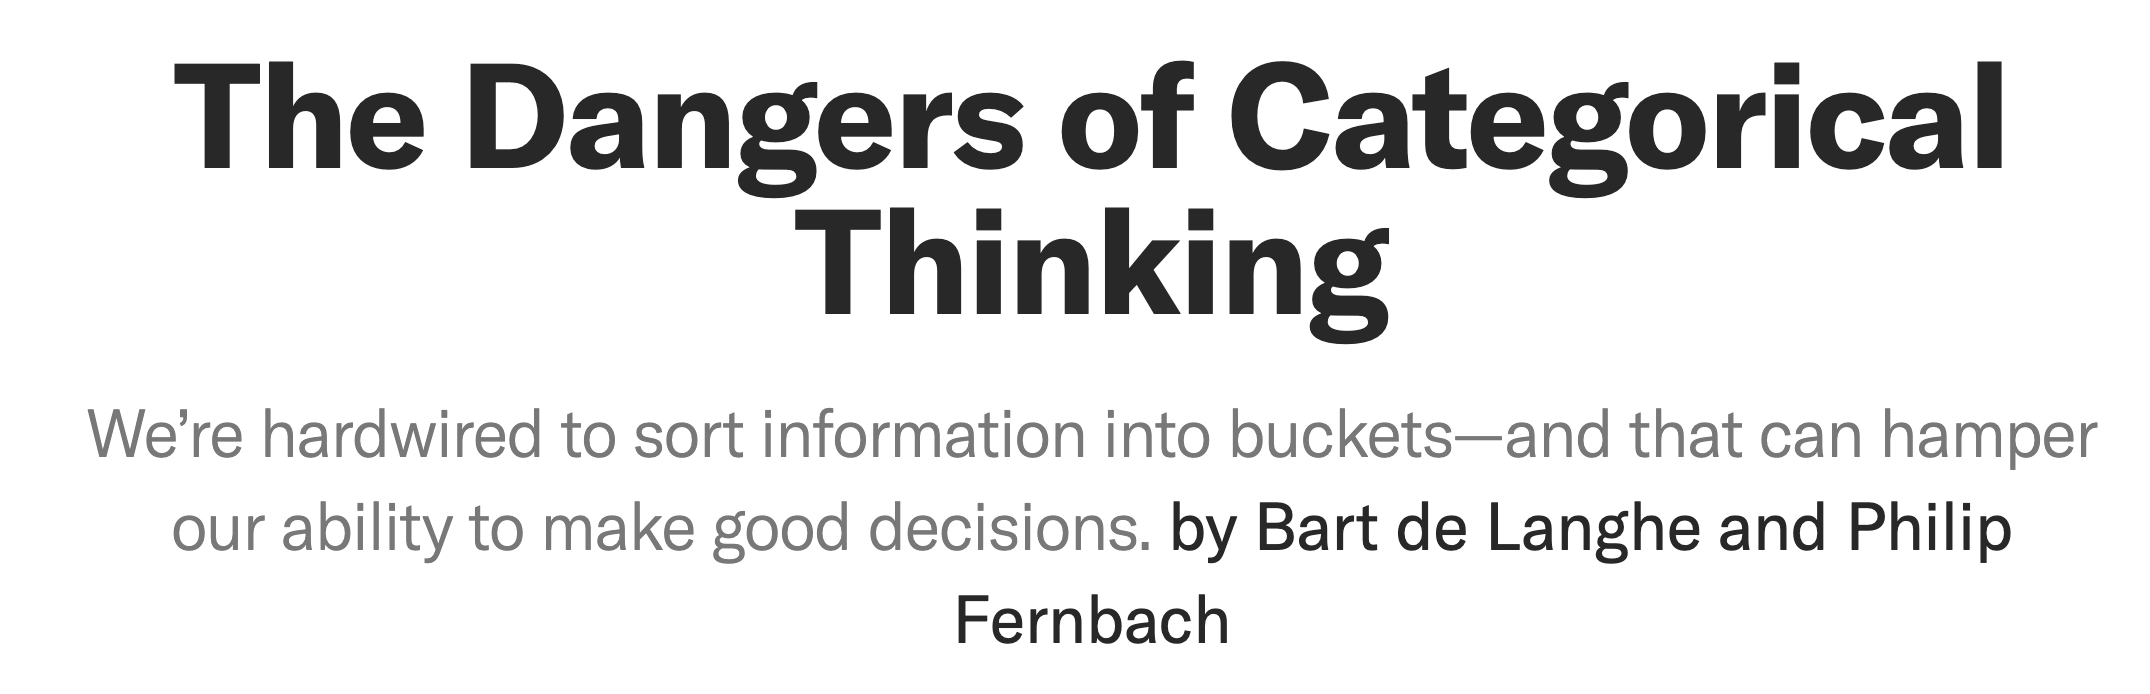 The Dangers of Categorical
Thinking
We’re hardwired to sort information into buckets—and that can hamper
our ability to make good decisions. by Bart de Langhe and Philip
Fernbach